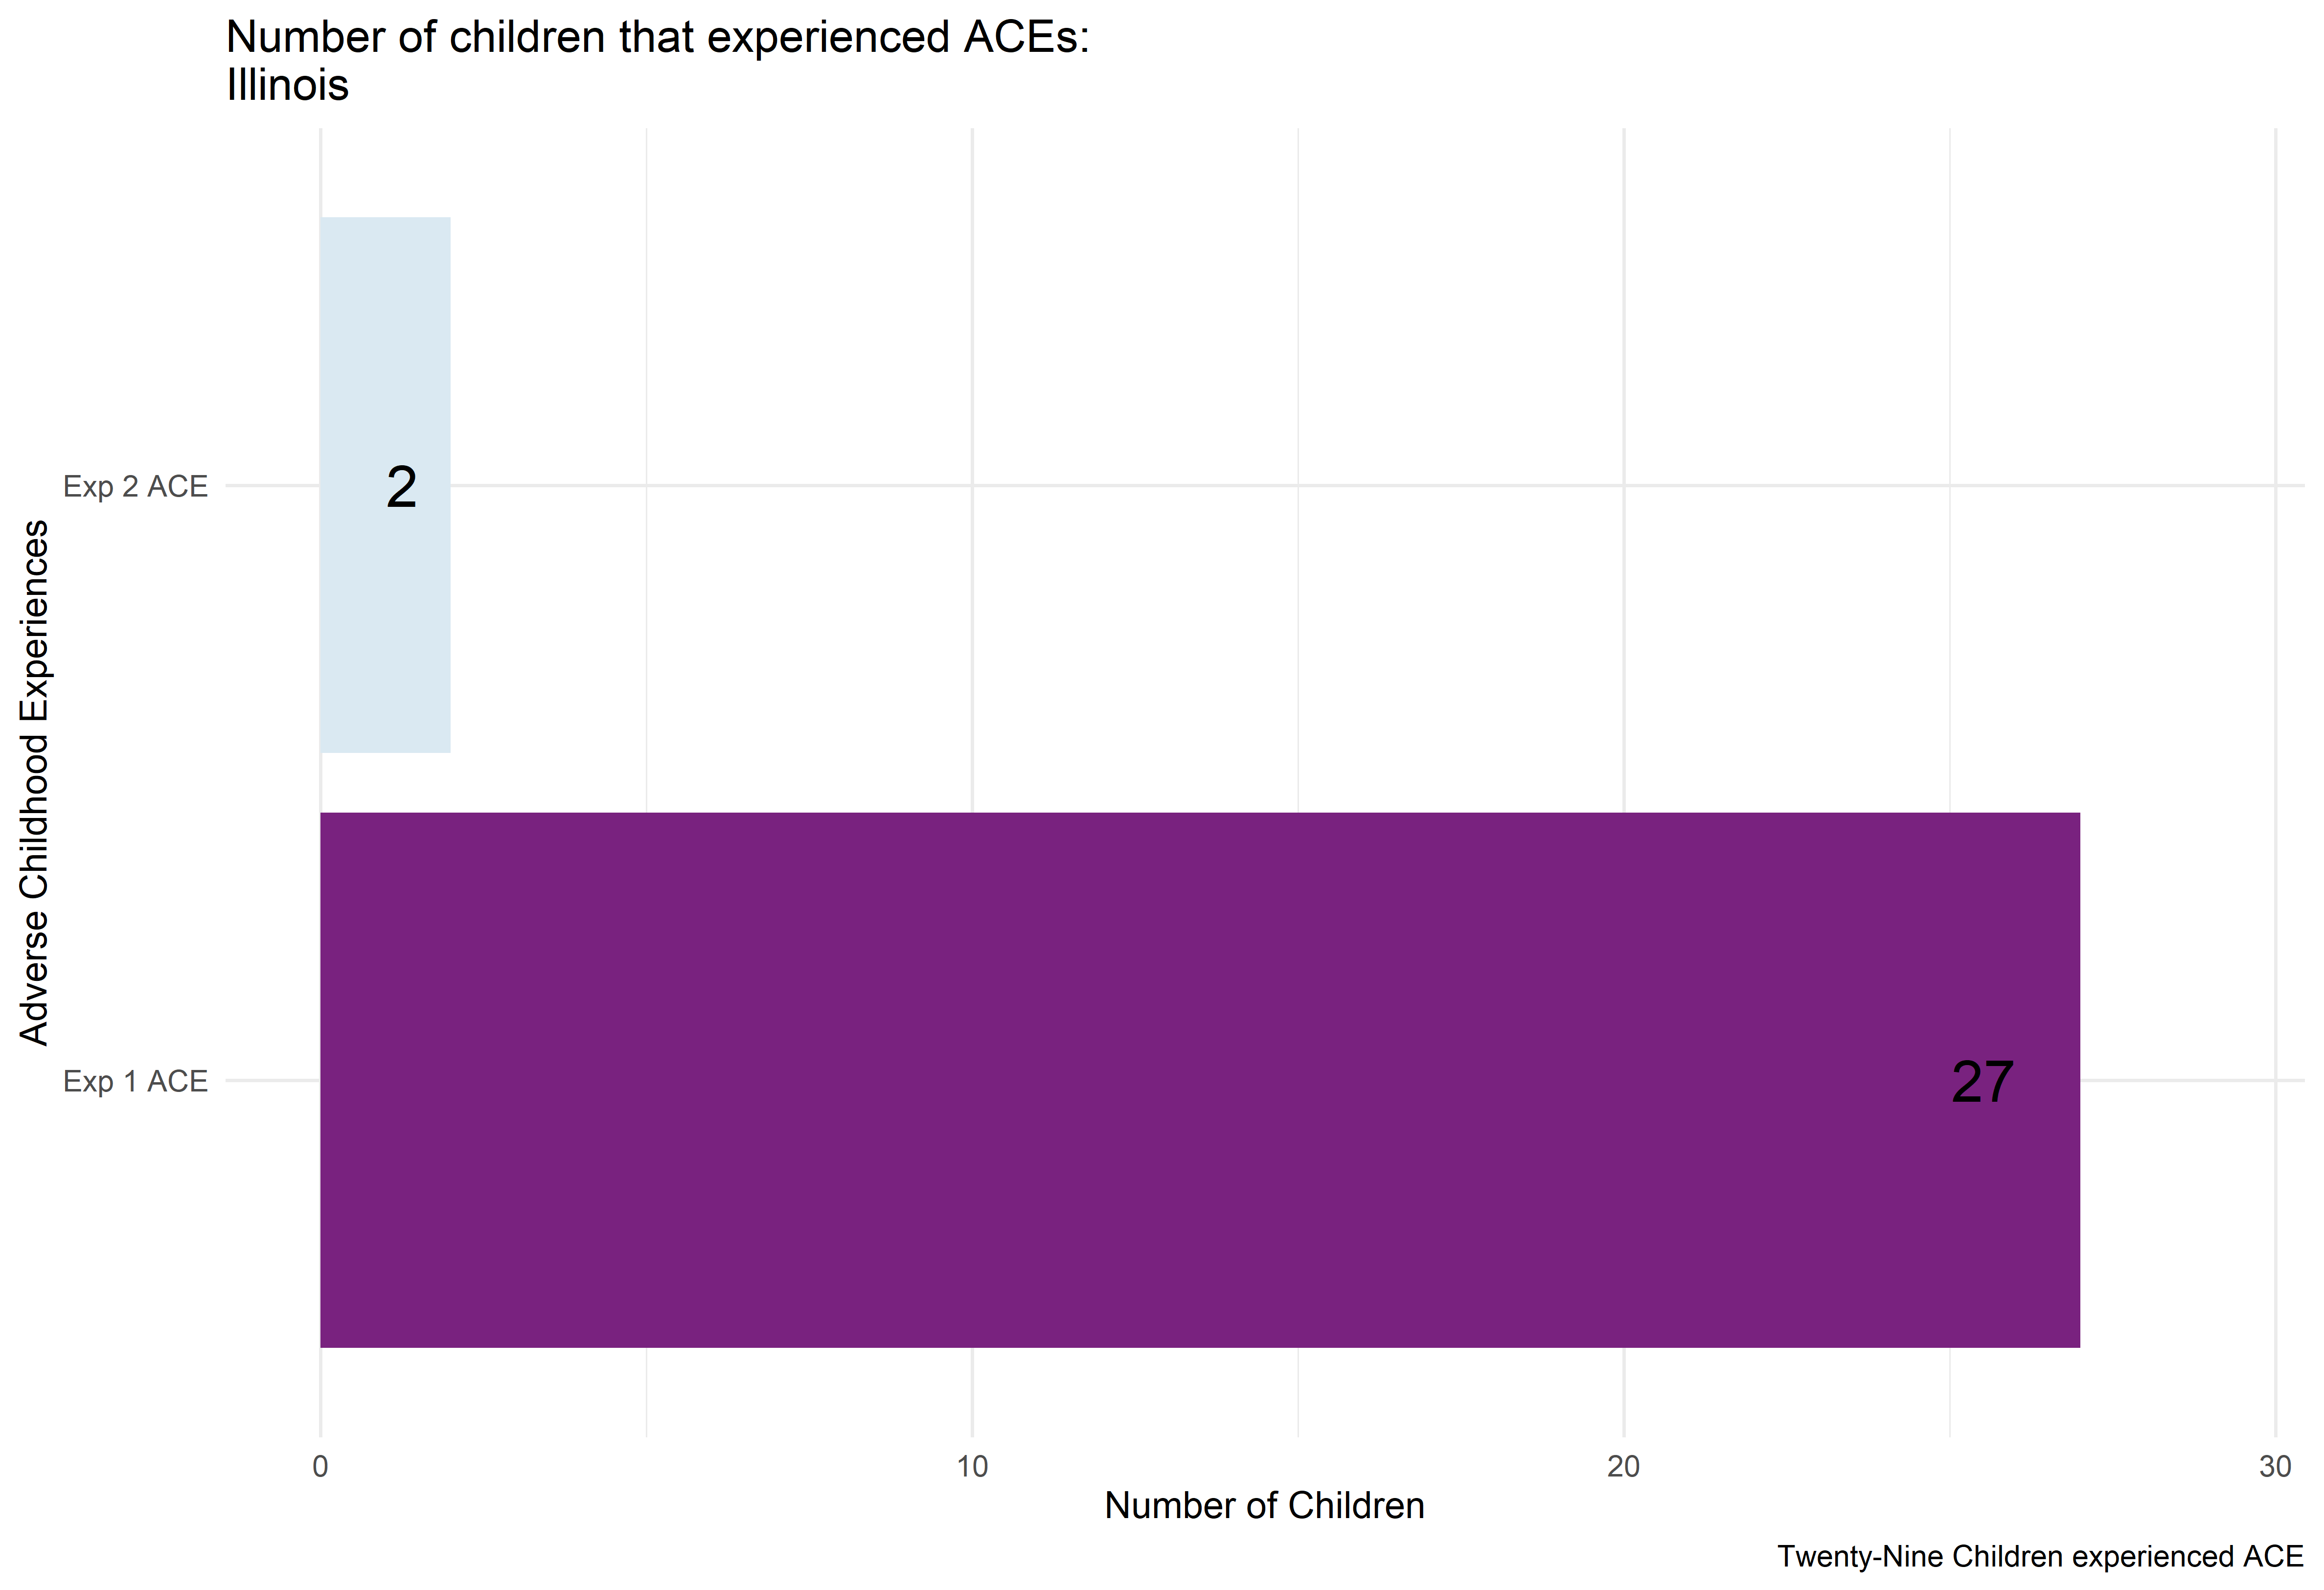 Number of children that experienced ACEs:
Illinois
Adverse Childhood Experiences
Exp 2 ACE
2
Exp 1 ACE
27
0 10 20 30
Number of Children
Twenty-Nine Children experienced ACE